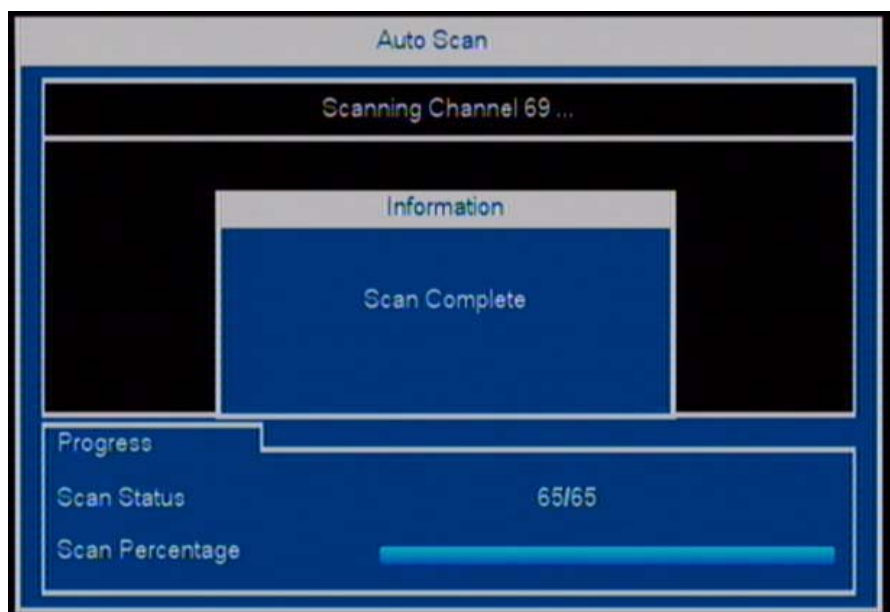 Auto Scan
Scanning Channel 69 ...
Information
Scan Complete
Progress
Scan Status 65/65
Scan Percentage